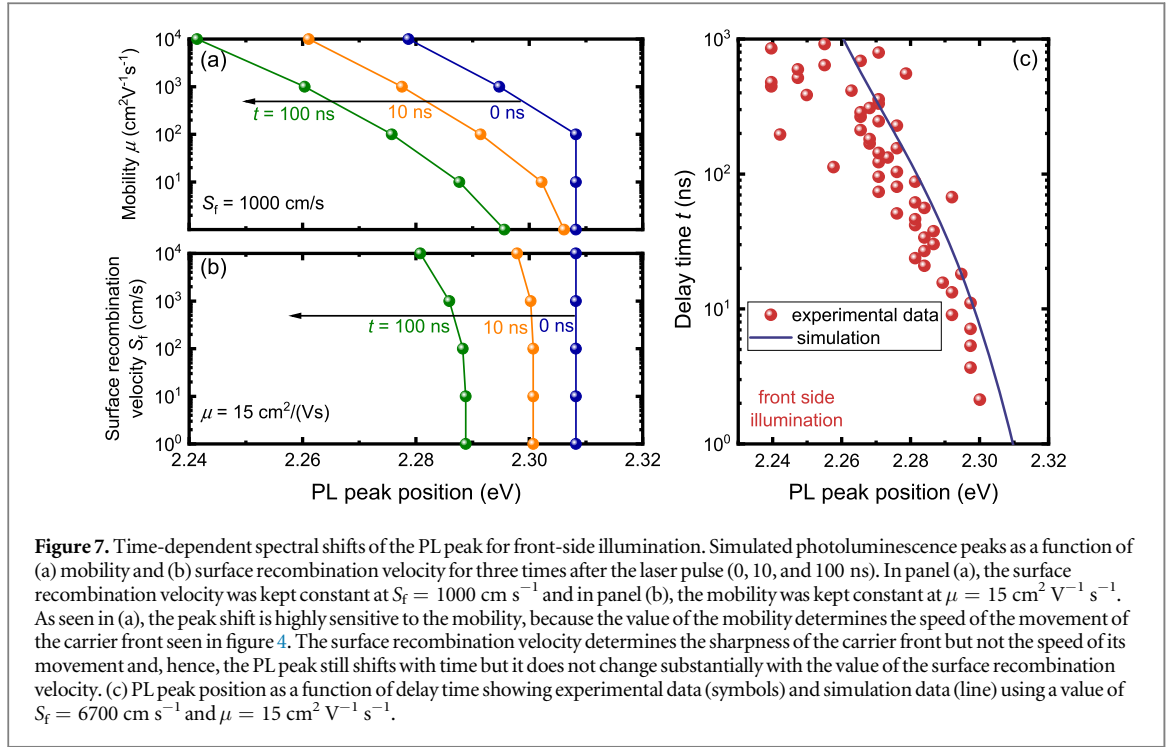 (a)
Mobility μ (cm²V⁻¹s⁻¹)
10⁴
10³
10²
10¹
t = 100 ns
10 ns
0 ns
S_f = 1000 cm/s
(b)
Surface recombination
velocity S_f (cm/s)
10⁴
10³
10²
10¹
10⁰
t = 100 ns
10 ns
0 ns
μ = 15 cm²/(Vs)
2.24 2.26 2.28 2.30 2.32
PL peak position (eV)
(c)
Delay time t (ns)
10³
10²
10¹
10⁰
experimental data
simulation
front side
illumination
2.24 2.26 2.28 2.30 2.32
PL peak position (eV)
Figure 7. Time-dependent spectral shifts of the PL peak for front-side illumination. Simulated photoluminescence peaks as a function of
(a) mobility and (b) surface recombination velocity for three times after the laser pulse (0, 10, and 100 ns). In panel (a), the surface
recombination velocity was kept constant at S_f = 1000 cm s⁻¹ and in panel (b), the mobility was kept constant at μ = 15 cm² V⁻¹ s⁻¹.
As seen in (a), the peak shift is highly sensitive to the mobility, because the value of the mobility determines the speed of the movement of
the carrier front seen in figure 4. The surface recombination velocity determines the sharpness of the carrier front but not the speed of its
movement and, hence, the PL peak still shifts with time but it does not change substantially with the value of the surface recombination
velocity. (c) PL peak position as a function of delay time showing experimental data (symbols) and simulation data (line) using a value of
S_f = 6700 cm s⁻¹ and μ = 15 cm² V⁻¹ s⁻¹.